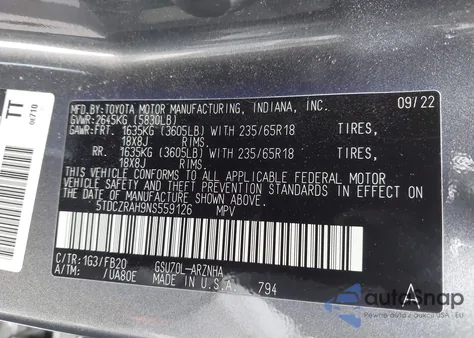 MFD.BY:TOYOTA MOTOR MANUFACTURING, INDIANA, INC. 09/22
GVWR:2645KG (5830LB)
GAWR:FRT. 1635KG (3605LB) WITH 235/65R18 TIRES,
18X8J RIMS.
RR. 1635KG (3605LB) WITH 235/65R18 TIRES,
18X8J RIMS.
THIS VEHICLE CONFORMS TO ALL APPLICABLE FEDERAL MOTOR
VEHICLE SAFETY AND THEFT PREVENTION STANDARDS IN
EFFECT ON THE DATE OF MANUFACTURE SHOWN ABOVE.
5TDCZRAH9NS559126 MPV
C/TR:1G3/FB20 GSU70L-ARZNHA
A/TM: /UA80E MADE IN U.S.A. 794 A
TT
autoSnap